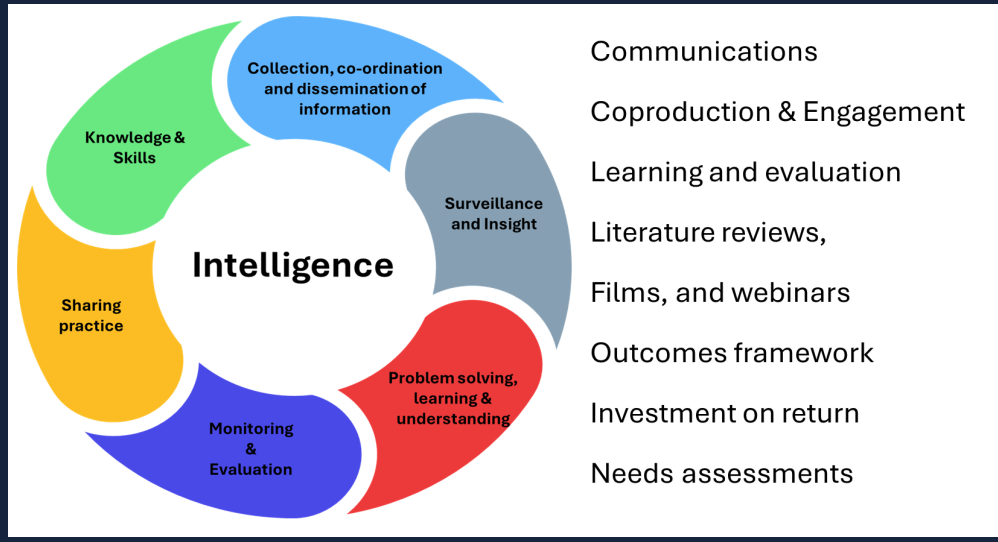 Collection, co-ordination
and dissemination of
information
Surveillance
and Insight
Problem solving,
learning &
understanding
Monitoring
&
Evaluation
Sharing
practice
Knowledge &
Skills
Intelligence
Communications
Coproduction & Engagement
Learning and evaluation
Literature reviews,
Films, and webinars
Outcomes framework
Investment on return
Needs assessments